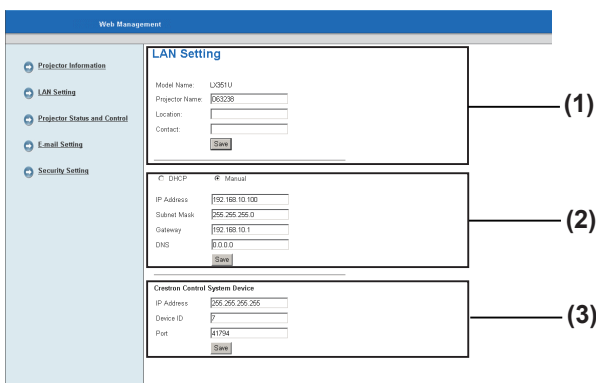 Web Management
Projector Information
LAN Setting
Projector Status and Control
E-mail Setting
Security Setting
LAN Setting
Model Name: LX351U
Projector Name: D63238
Location:
Contact:
Save
(1)
DHCP Manual
IP Address 192.168.10.100
Subnet Mask 255.255.255.0
Gateway 192.168.10.1
DNS 0.0.0.0
Save
(2)
Crestron Control System Device
IP Address 255.255.255.255
Device ID 7
Port 41794
Save
(3)